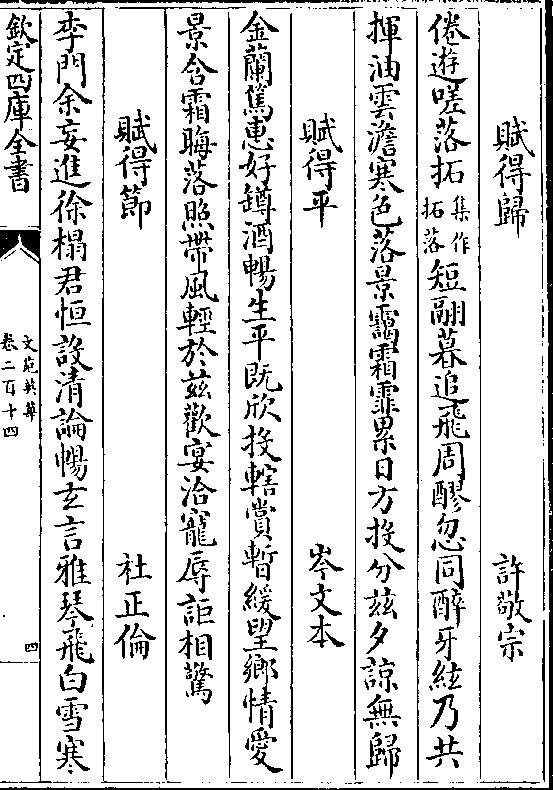 賦得歸　許敬宗
倦遊嗟落拓集作拓落短翮暮追飛周醪忽同醉牙絃乃共
揮油雲澹寒色落景靄霜霏累日方投分兹夕諒無歸
賦得平　岑文本
金蘭篤惠好罇酒暢生平既欣投轄賞暫緩望鄉情愛
景含霜晦落照帶風輕於兹歡宴洽寵辱詎相驚
賦得節　杜正倫
李門余妄進徐榻君恒設清論暢玄言雅琴飛白雪寒
欽定四庫全書
文苑英華
卷二百十四
四